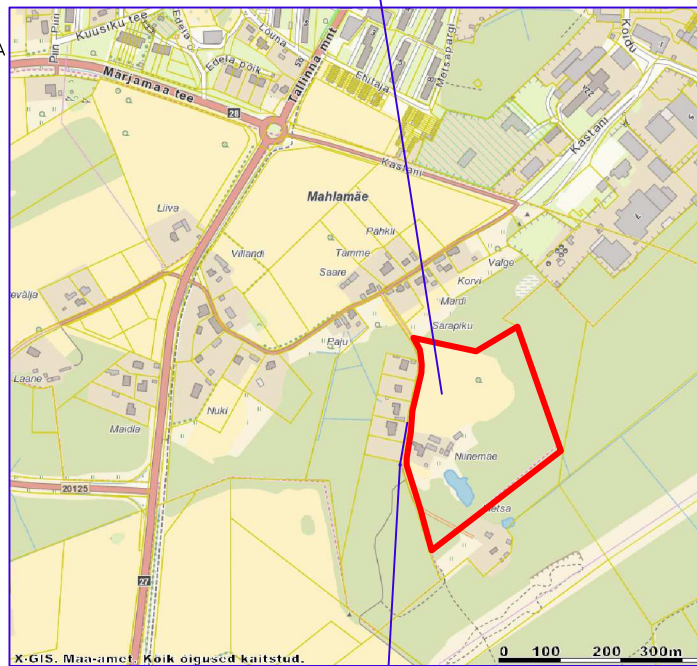 Kuusiku tee
Edela
Edela põik
Lõuna
Ehitaja
Metsapargi
Koidu
Märjamaa tee
Tallinna mnt
28
Kastani
Kastani
Mahlamäe
Liiva
Villandi
Pähkli
Tamme
Saare
Valge
Korvi
Mardi
Sarapiku
Paju
Laane
Nuki
Maidla
Niinemäe
20125
27
X-GIS. Maa-amet. Kõik õigused kaitstud.
0 100 200 300m